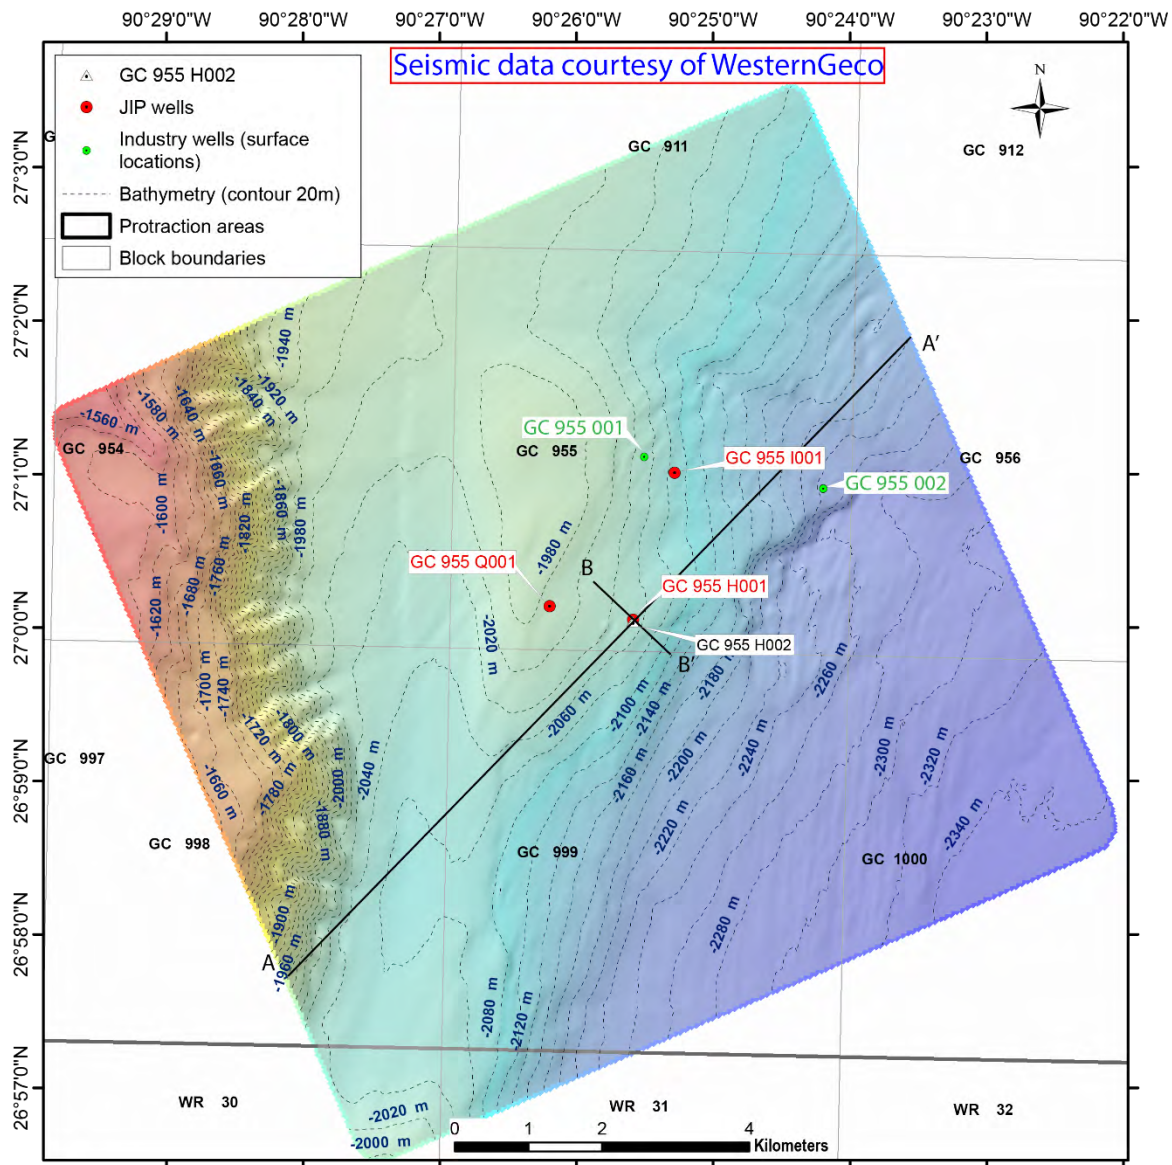 90°29'0"W 90°28'0"W 90°27'0"W 90°26'0"W 90°25'0"W 90°24'0"W 90°23'0"W 90°22'0"W
Seismic data courtesy of WesternGeco
GC 955 H002
JIP wells
Industry wells (surface
locations)
Bathymetry (contour 20m)
Protraction areas
Block boundaries
N
G
GC 911
GC 912
27°3'0"N
27°2'0"N
27°1'0"N
27°0'0"N
26°59'0"N
26°58'0"N
26°57'0"N
-1940 m
-1920 m
-1840 m
-1640 m
-1580 m
-1560 m
GC 954
-1660 m
-1600 m
-1820 m
-1860 m
-1980 m
-1760 m
-1680 m
-1620 m
A'
GC 955 001
GC 955
GC 955 I001
GC 956
GC 955 002
-1980 m
GC 955 Q001
B
GC 955 H001
GC 955 H002
B'
-2020 m
-2180 m
-2260 m
-1700 m
-1740 m
-1720 m
-1800 m
-1780 m
-2000 m
-2040 m
-2060 m
-2100 m
-2140 m
-2160 m
-2200 m
-2240 m
-2300 m
-2320 m
GC 997
-1660 m
-1880 m
-2220 m
-2340 m
GC 998
GC 999
GC 1000
-1900 m
-2280 m
A
-1960 m
-2080 m
-2120 m
WR 30
WR 31
WR 32
-2020 m
-2000 m
0 1 2 4
Kilometers